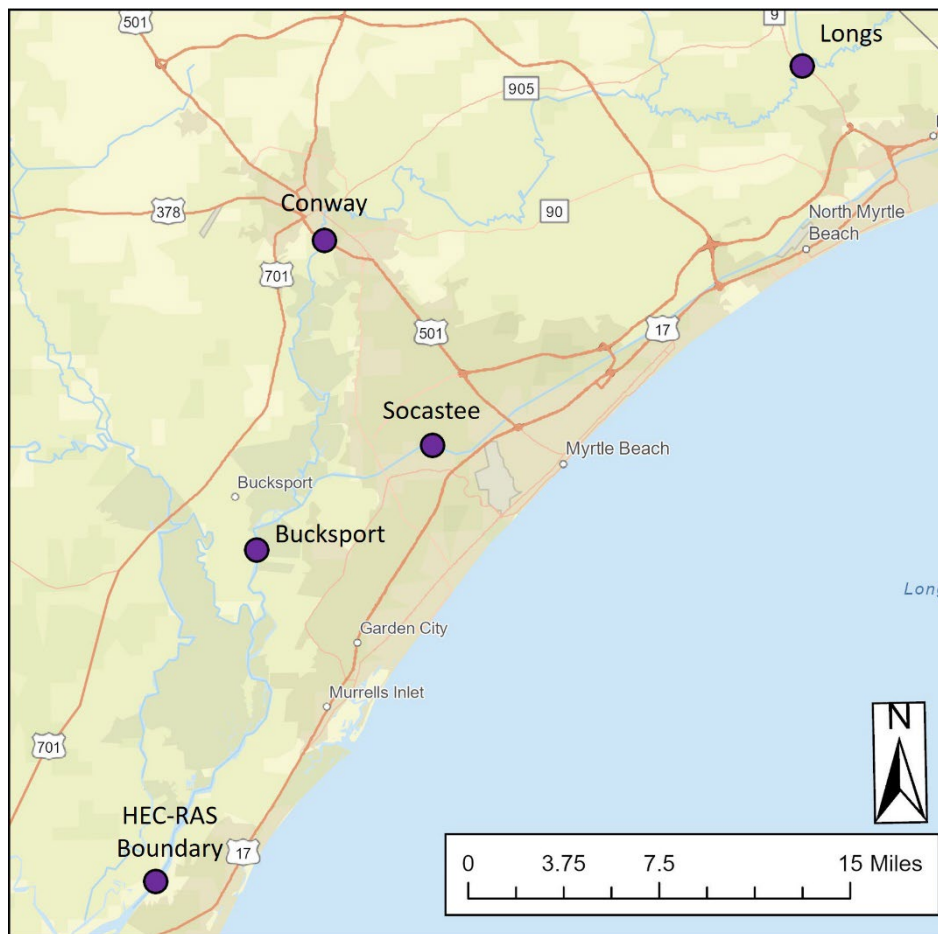 501
9
Longs
905
Conway
378
90
North Myrtle
Beach
701
501
17
Socastee
Myrtle Beach
Bucksport
Bucksport
Long
Garden City
Murrells Inlet
N
701
HEC-RAS
Boundary
17
0 3.75 7.5 15 Miles